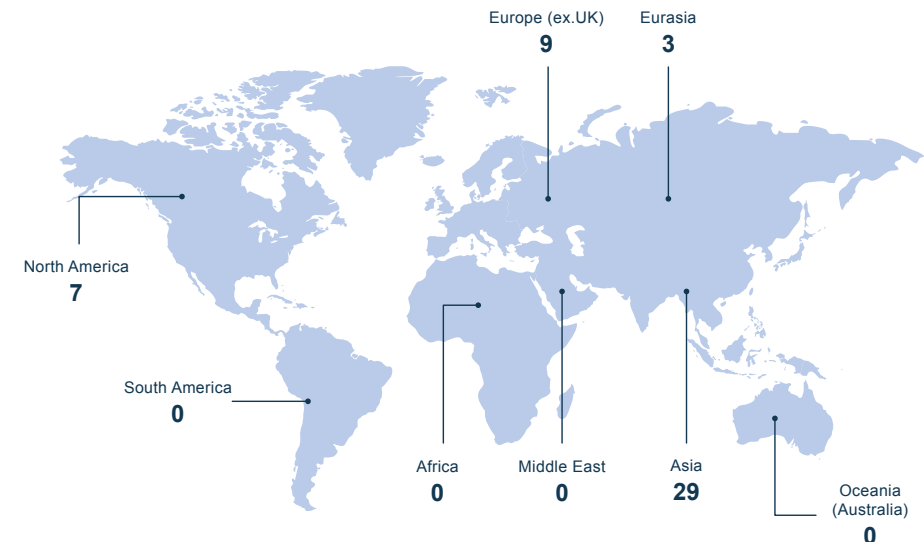 Europe (ex.UK)
9
Eurasia
3
North America
7
South America
0
Africa
0
Middle East
0
Asia
29
Oceania
(Australia)
0